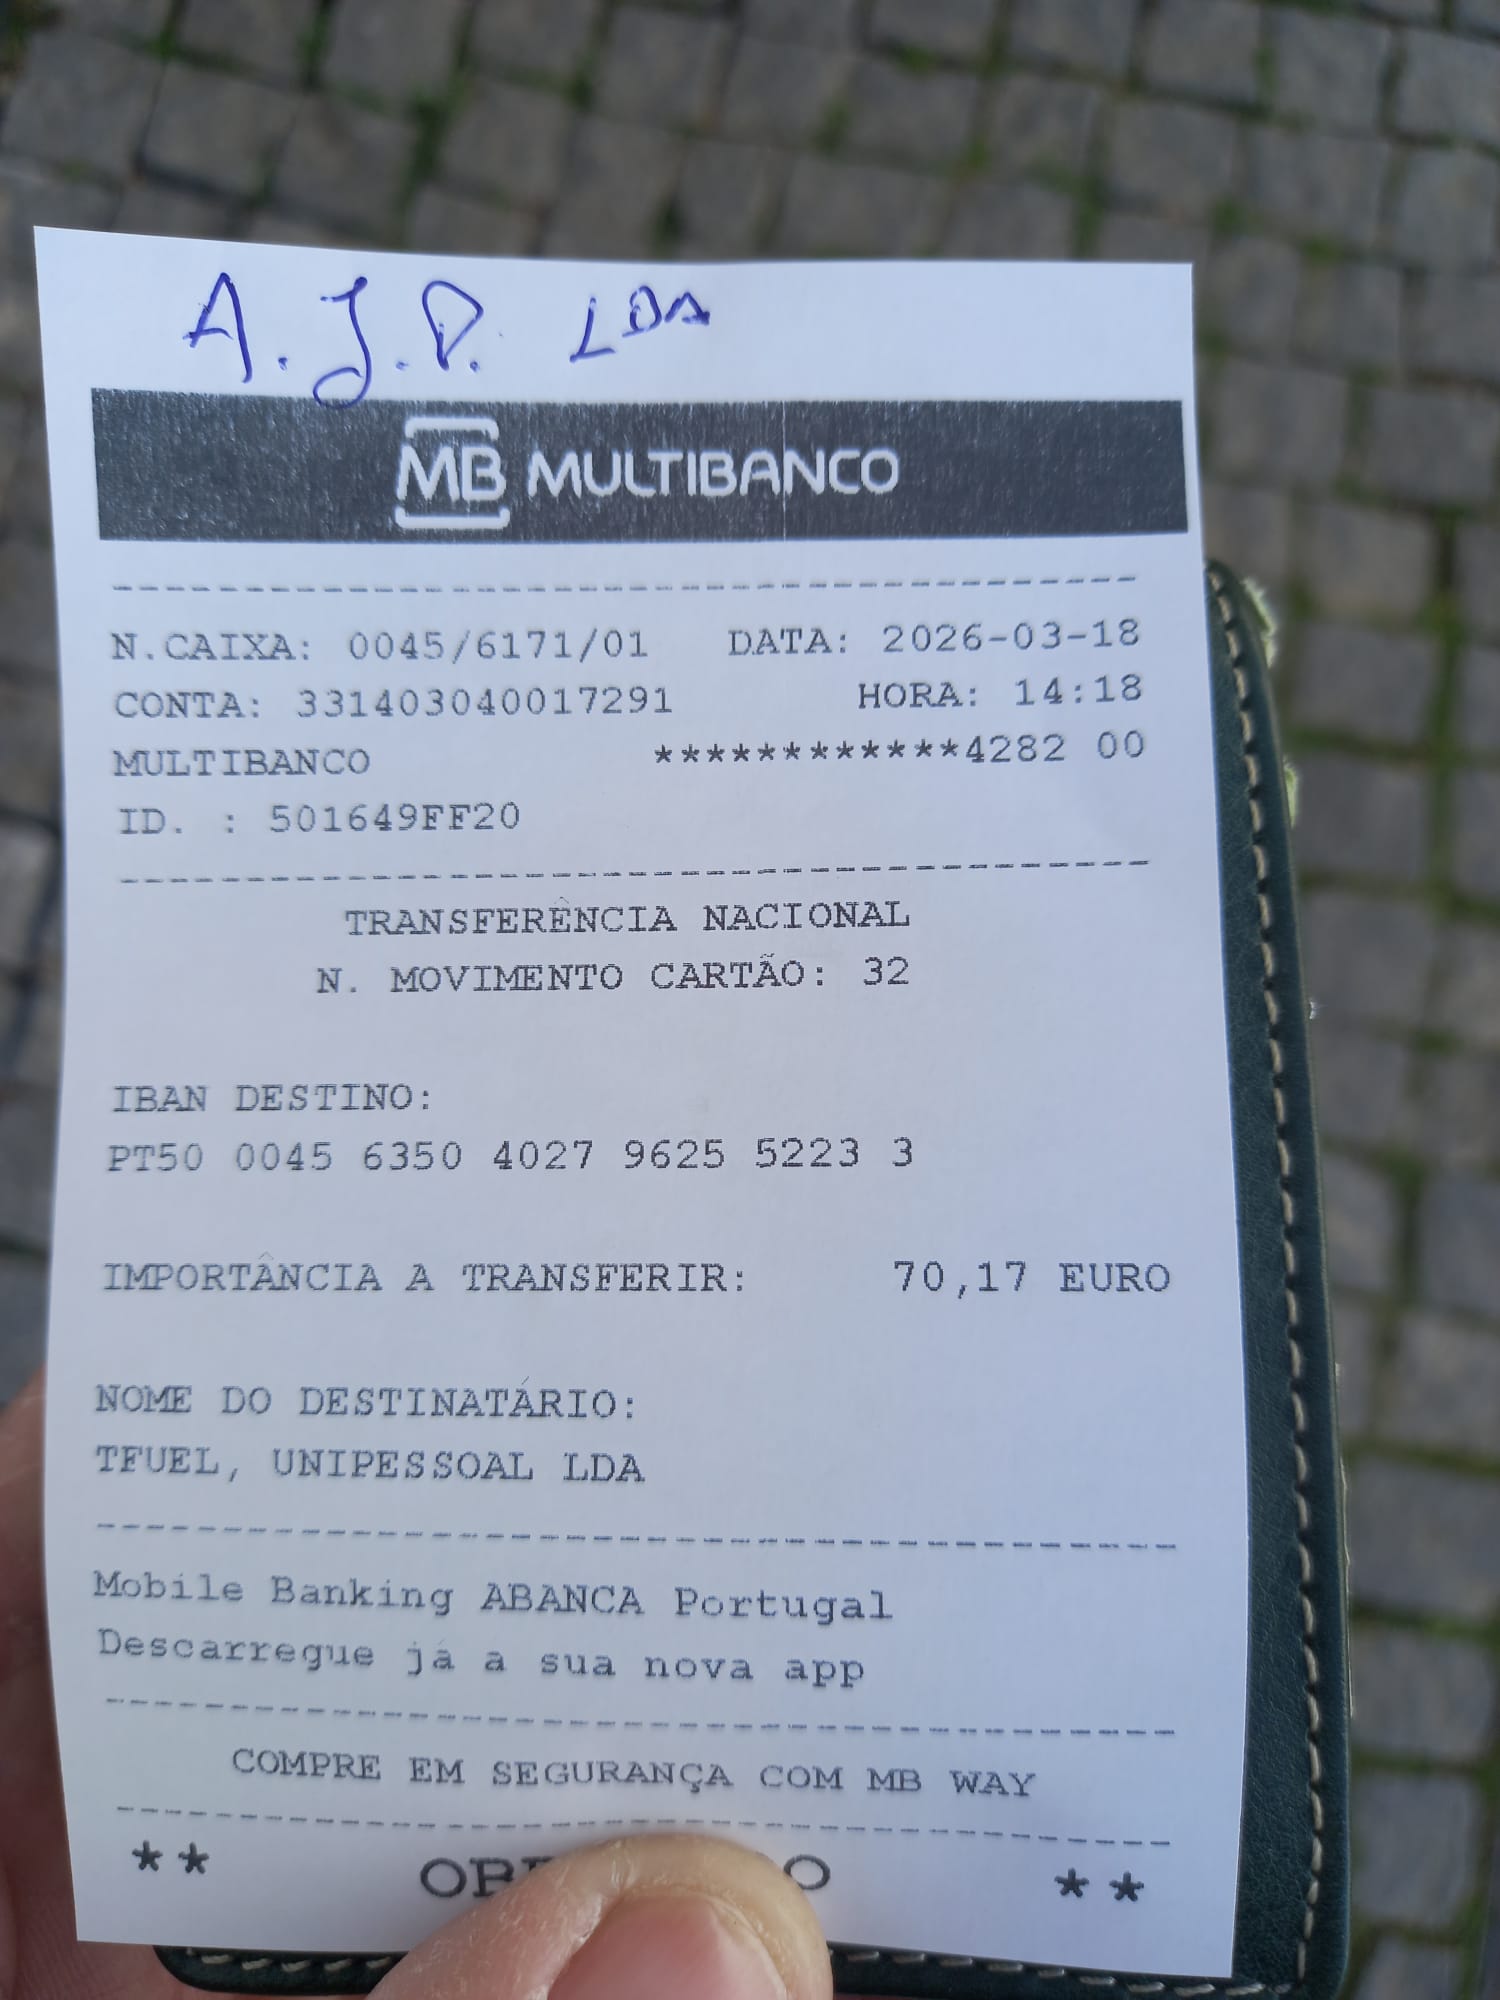 A.J.P. LDA
MB MULTIBANCO
N.CAIXA: 0045/6171/01 DATA: 2026-03-18
CONTA: 331403040017291 HORA: 14:18
MULTIBANCO ************4282 00
ID. : 501649FF20
TRANSFERÊNCIA NACIONAL
N. MOVIMENTO CARTÃO: 32
IBAN DESTINO:
PT50 0045 6350 4027 9625 5223 3
IMPORTÂNCIA A TRANSFERIR: 70,17 EURO
NOME DO DESTINATÁRIO:
TFUEL, UNIPESSOAL LDA
Mobile Banking ABANCA Portugal
Descarregue já a sua nova app
COMPRE EM SEGURANÇA COM MB WAY
** **